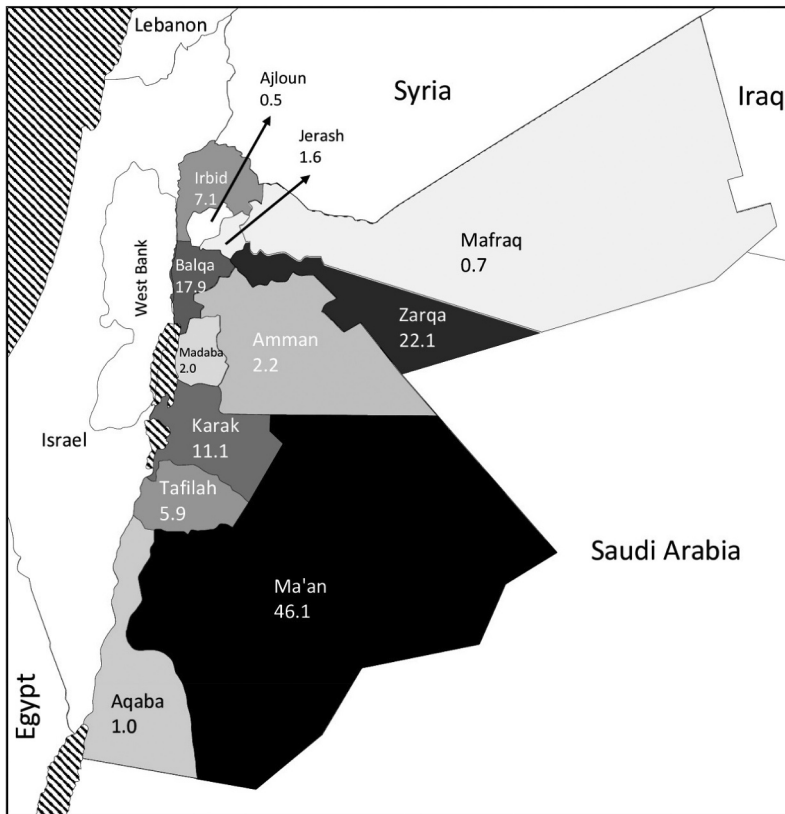 Lebanon
Ajloun
0.5
Syria
Iraq
Jerash
1.6
Irbid
7.1
Mafraq
0.7
West Bank
Balqa
17.9
Zarqa
22.1
Amman
2.2
Madaba
2.0
Israel
Karak
11.1
Tafilah
5.9
Saudi Arabia
Ma'an
46.1
Egypt
Aqaba
1.0